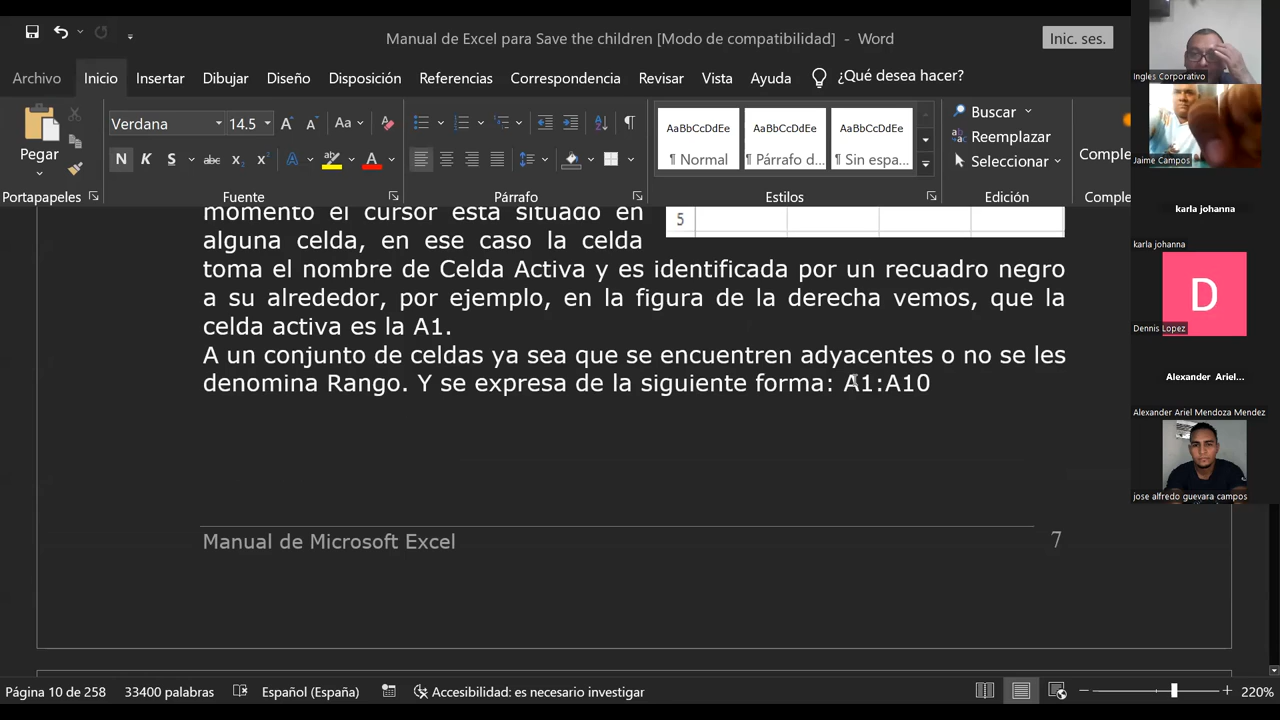 Manual de Excel para Save the children [Modo de compatibilidad] - Word
Inic. ses.
Archivo Inicio Insertar Dibujar Diseño Disposición Referencias Correspondencia Revisar Vista Ayuda ¿Qué desea hacer?
Pegar
Portapapeles
Verdana 14.5 Aa
N K S abc x₂ x² A A
Fuente
Párrafo
AaBbCcDdEe AaBbCcDdEe AaBbCcDdEe
¶ Normal ¶ Párrafo d... ¶ Sin espa...
Estilos
Buscar
Reemplazar
Seleccionar
Edición
Comple
Comple
momento el cursor está situado en
5
alguna celda, en ese caso la celda
toma el nombre de Celda Activa y es identificada por un recuadro negro
a su alrededor, por ejemplo, en la figura de la derecha vemos, que la
celda activa es la A1.
A un conjunto de celdas ya sea que se encuentren adyacentes o no se les
denomina Rango. Y se expresa de la siguiente forma: A1:A10
Manual de Microsoft Excel 7
Página 10 de 258 33400 palabras Español (España) Accesibilidad: es necesario investigar 220%
Ingles Corporativo
Jaime Campos
karla johanna
karla johanna
D
Dennis Lopez
Alexander Ariel...
Alexander Ariel Mendoza Mendez
jose alfredo guevara campos